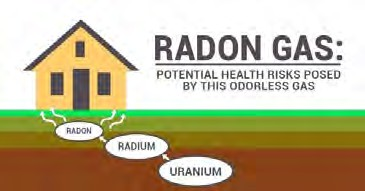 RADON GAS:
POTENTIAL HEALTH RISKS POSED
BY THIS ODORLESS GAS
RADON
RADIUM
URANIUM